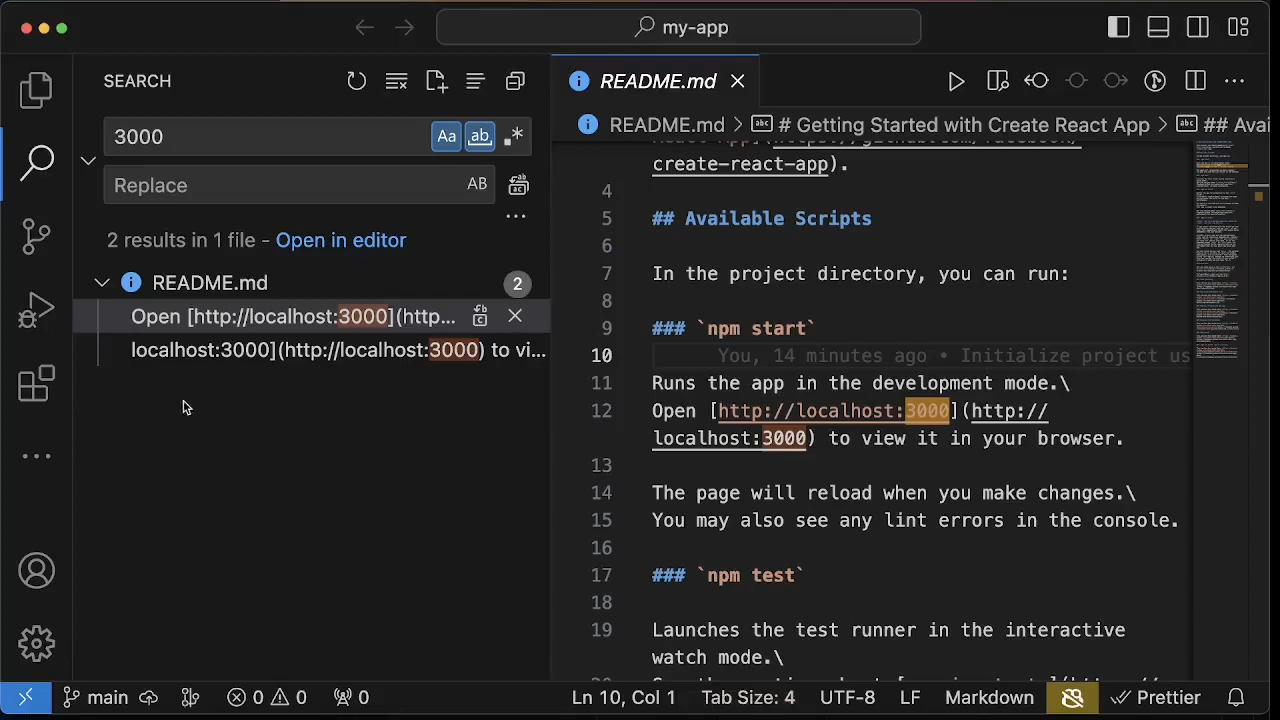 my-app
SEARCH
3000
Aa
ab
Replace
AB
2 results in 1 file - Open in editor
README.md
2
Open [http://localhost:3000](http...
localhost:3000](http://localhost:3000) to vi...
README.md
README.md > # Getting Started with Create React App > ## Avai
create-react-app).
4
5 ## Available Scripts
6
7 In the project directory, you can run:
8
9 ### `npm start`
10 You, 14 minutes ago • initialize project us
11 Runs the app in the development mode.\
12 Open [http://localhost:3000](http://
localhost:3000) to view it in your browser.
13
14 The page will reload when you make changes.\
15 You may also see any lint errors in the console.
16
17 ### `npm test`
18
19 Launches the test runner in the interactive
watch mode.\
main
0
0
0
Ln 10, Col 1
Tab Size: 4
UTF-8
LF
Markdown
Prettier